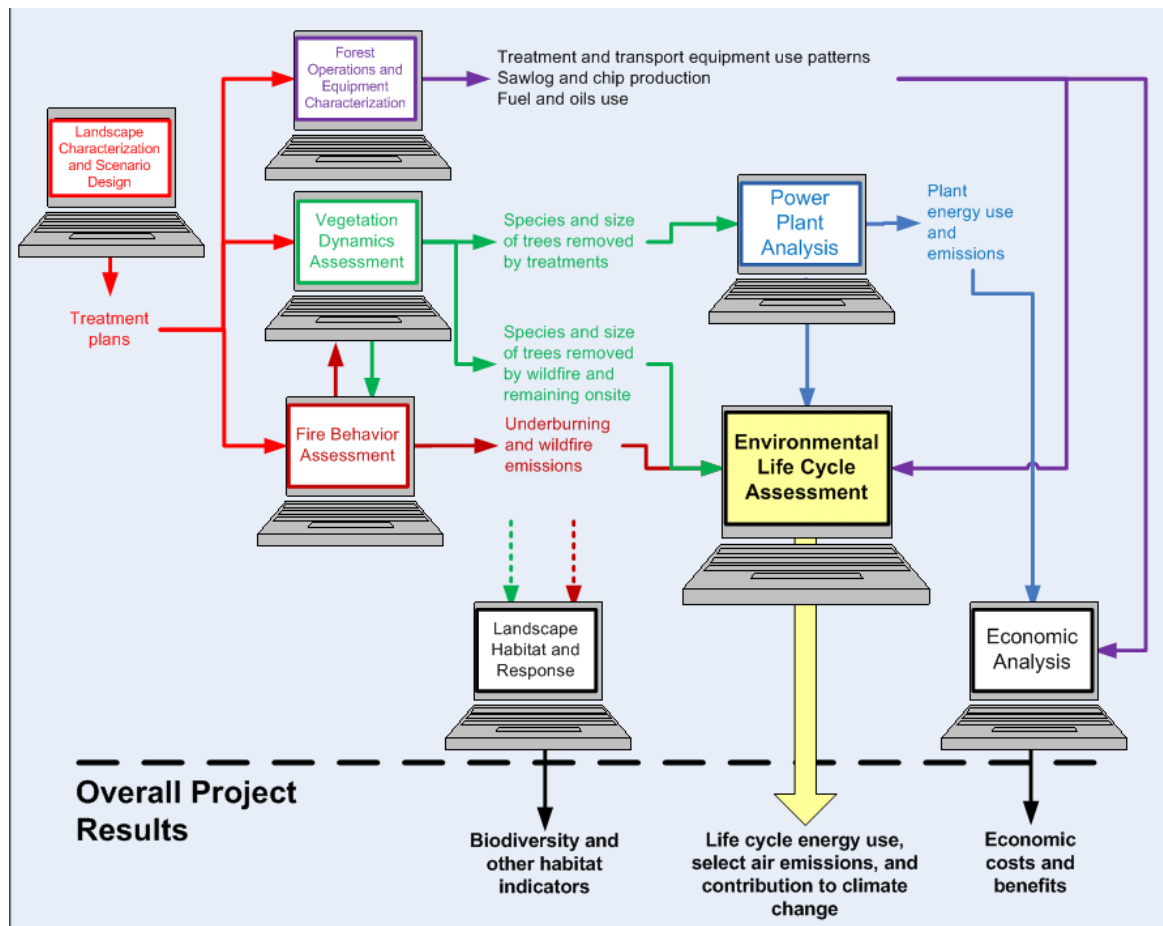 Forest
Operations and
Equipment
Characterization
Treatment and transport equipment use patterns
Sawlog and chip production
Fuel and oils use
Landscape
Characterization
and Scenario
Design
Vegetation
Dynamics
Assessment
Species and size
of trees removed
by treatments
Power
Plant
Analysis
Plant
energy use
and
emissions
Treatment
plans
Species and size
of trees removed
by wildfire and
remaining onsite
Fire Behavior
Assessment
Underburning
and wildfire
emissions
Environmental
Life Cycle
Assessment
Landscape
Habitat and
Response
Economic
Analysis
Overall Project
Results
Biodiversity and
other habitat
indicators
Life cycle energy use,
select air emissions, and
contribution to climate
change
Economic
costs and
benefits